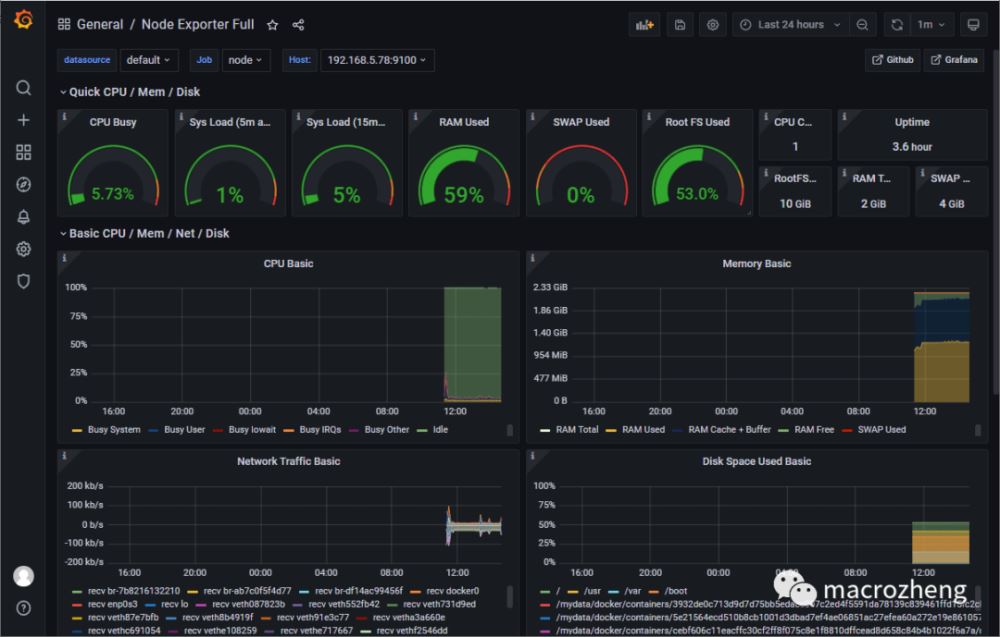 General / Node Exporter Full
Last 24 hours
1m
datasource default Job node Host: 192.168.5.78:9100 Github Grafana
Quick CPU / Mem / Disk
CPU Busy
5.73%
Sys Load (5m a...
1%
Sys Load (15m...
5%
RAM Used
59%
SWAP Used
0%
Root FS Used
53.0%
CPU C...
1
Uptime
3.6 hour
RootFS...
10 GiB
RAM T...
2 GiB
SWAP ...
4 GiB
Basic CPU / Mem / Net / Disk
CPU Basic
100%
75%
50%
25%
0%
16:00 20:00 00:00 04:00 08:00 12:00
Busy System Busy User Busy Iowait Busy IRQs Busy Other Idle
Memory Basic
2.33 GiB
1.86 GiB
1.40 GiB
954 MiB
477 MiB
0 B
16:00 20:00 00:00 04:00 08:00 12:00
RAM Total RAM Used RAM Cache + Buffer RAM Free SWAP Used
Network Traffic Basic
200 kb/s
100 kb/s
0 b/s
-100 kb/s
-200 kb/s
16:00 20:00 00:00 04:00 08:00 12:00
recv br-7b8216132210 recv br-ab7c0f5f4d77 recv br-df14ac99456f recv docker0
recv enp0s3 recv lo recv veth087823b recv veth552fb42 recv veth731d9ed
recv veth87e7bfb recv veth8b4919f recv veth91e3c77 recv vetha3a660e
recv vethc691054 recv vethe108259 recv vethe717667 recv vethf2546dd
Disk Space Used Basic
100%
75%
50%
25%
0%
16:00 20:00 00:00 04:00 08:00 12:00
/ /usr /var /boot
/mydata/docker/containers/
/mydata/docker/containers/
/mydata/docker/containers/
macrozheng